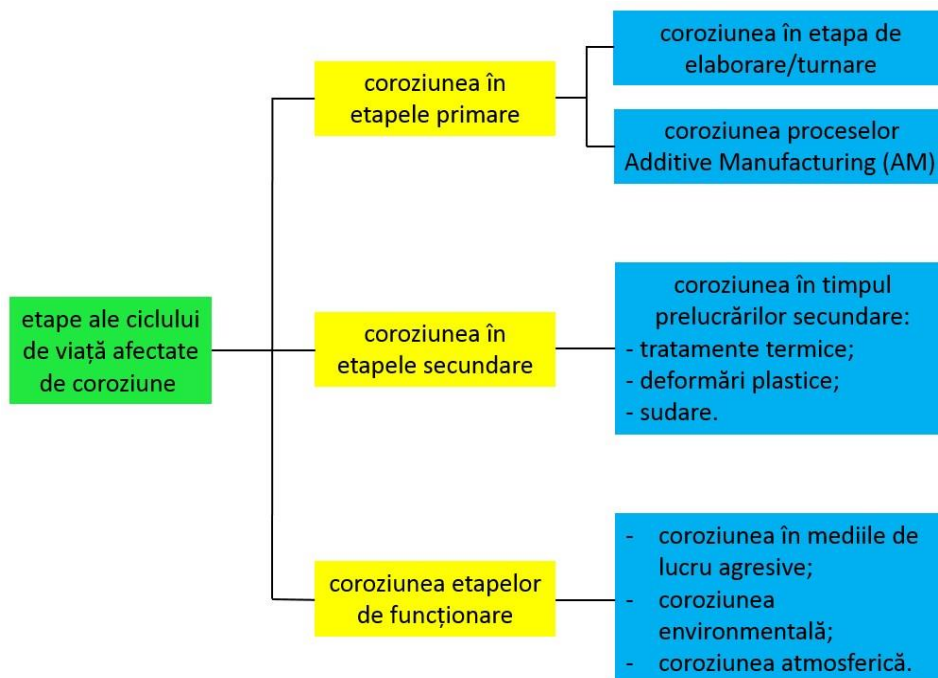 etape ale ciclului
de viață afectate
de coroziune
coroziunea în
etapele primare
coroziunea în etapa de
elaborare/turnare
coroziunea proceselor
Additive Manufacturing (AM)
coroziunea în
etapele secundare
coroziunea în timpul
prelucrărilor secundare:
- tratamente termice;
- deformări plastice;
- sudare.
coroziunea etapelor
de funcționare
- coroziunea în mediile de
lucru agresive;
- coroziunea
environmentală;
- coroziunea atmosferică.